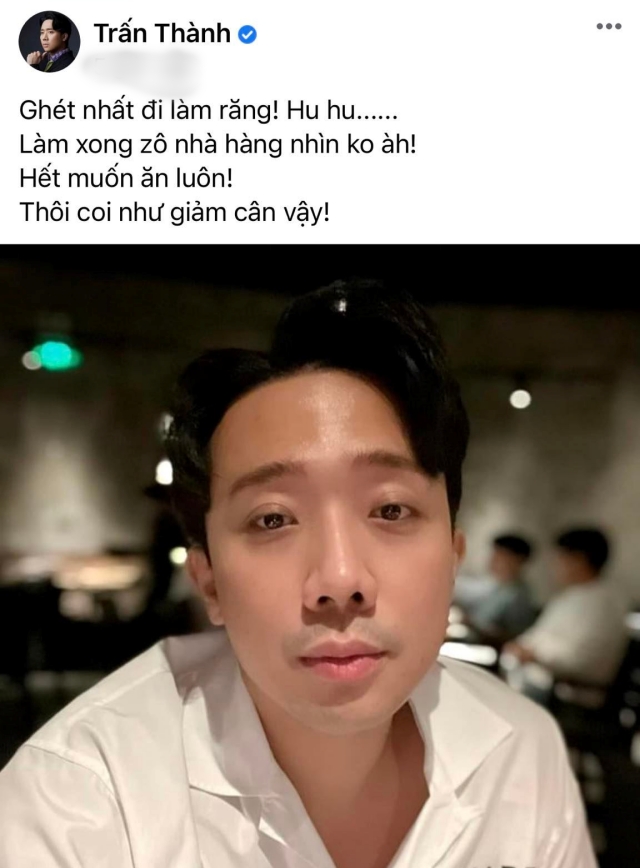 Trấn Thành
Ghét nhất đi làm răng! Hu hu......
Làm xong zô nhà hàng nhìn ko àh!
Hết muốn ăn luôn!
Thôi coi như giảm cân vậy!